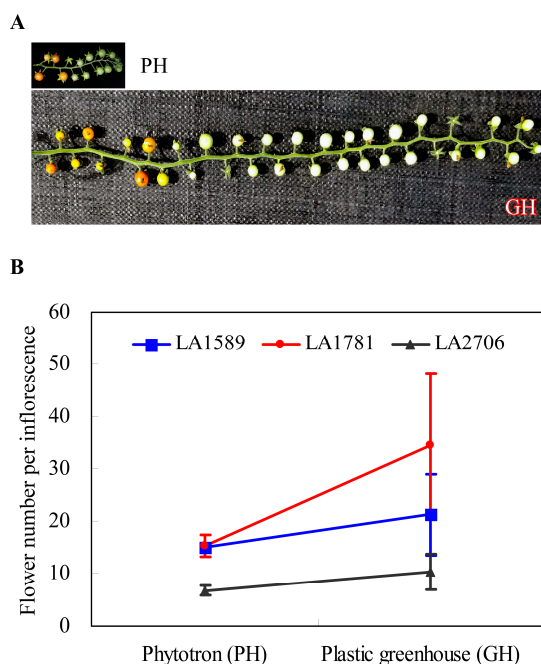 A
PH
GH
B
60
50
40
30
20
10
0
Flower number per inflorescence
LA1589 LA1781 LA2706
Phytotron (PH) Plastic greenhouse (GH)